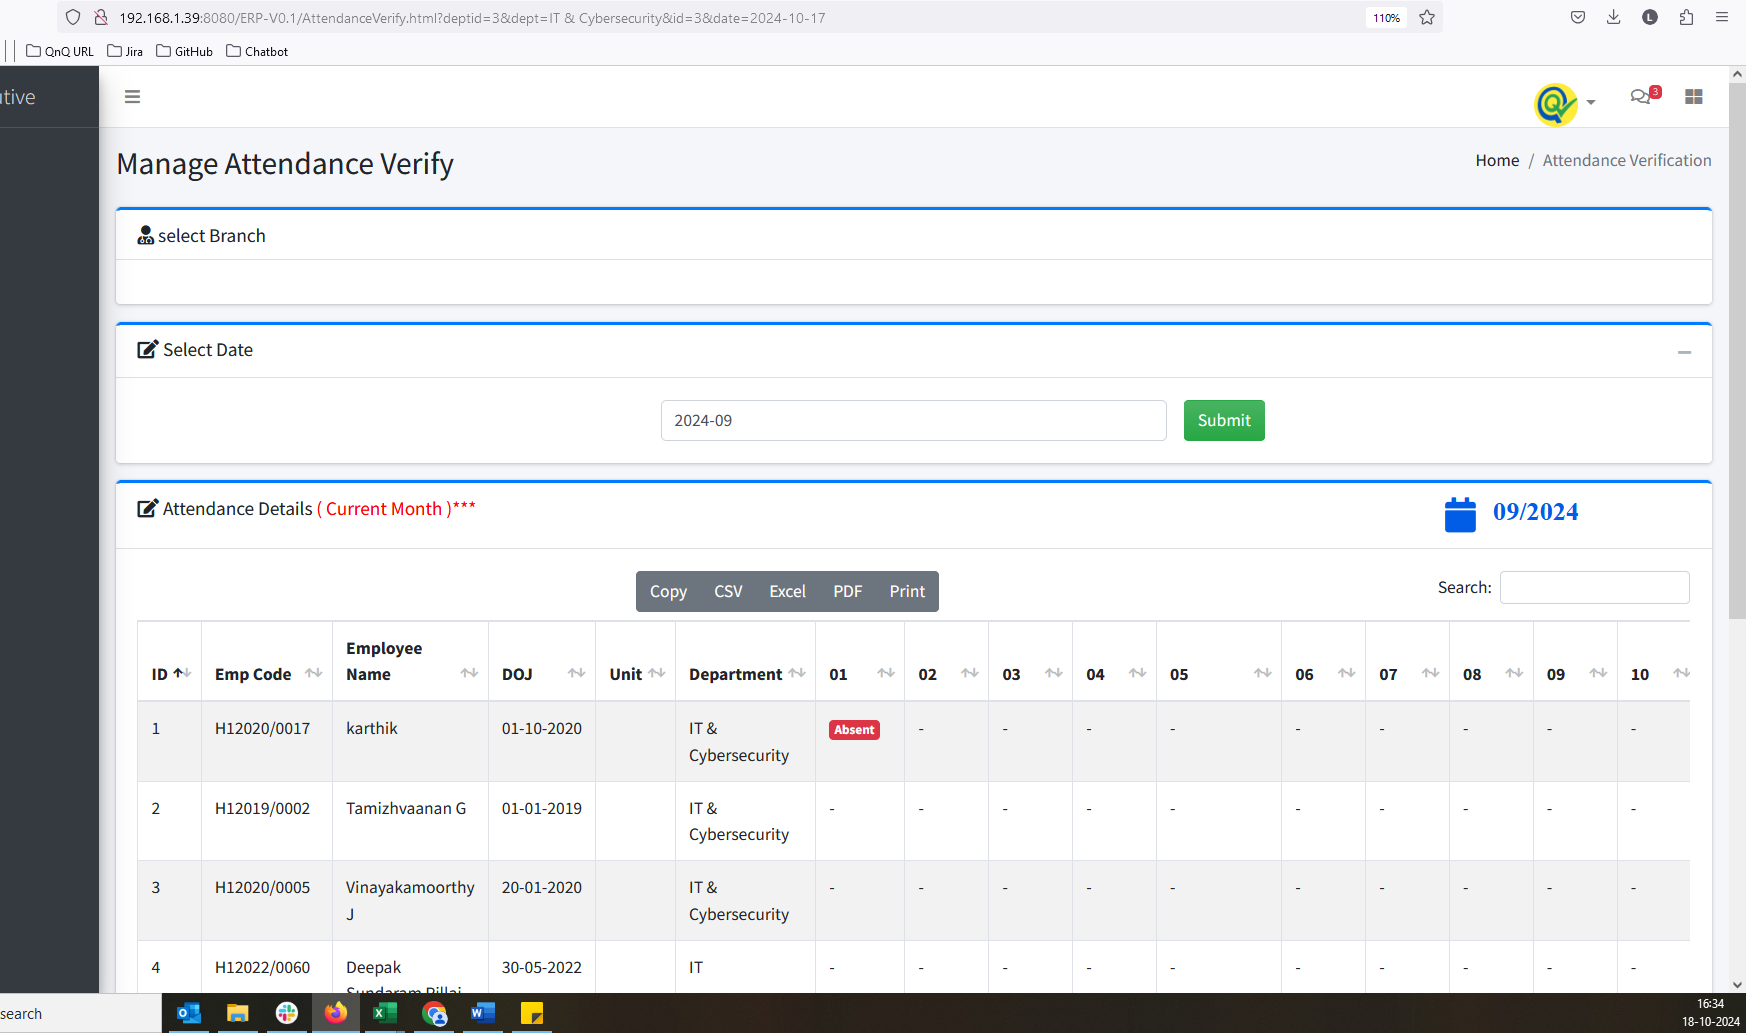 192.168.1.39:8080/ERP-V0.1/AttendanceVerify.html?deptid=3&dept=IT & Cybersecurity&id=3&date=2024-10-17
110%
L
QnQ URL Jira GitHub Chatbot
tive
3
Manage Attendance Verify
Home / Attendance Verification
select Branch
Select Date
2024-09 Submit
Attendance Details ( Current Month )***
09/2024
Copy CSV Excel PDF Print
Search:
ID Emp Code Employee Name DOJ Unit Department 01 02 03 04 05 06 07 08 09 10
1 H12020/0017 karthik 01-10-2020 IT & Cybersecurity Absent - - - - - - - - -
2 H12019/0002 Tamizhvaanan G 01-01-2019 IT & Cybersecurity - - - - - - - - - -
3 H12020/0005 Vinayakamoorthy J 20-01-2020 IT & Cybersecurity - - - - - - - - - -
4 H12022/0060 Deepak Sundaram Pillai 30-05-2022 IT - - - - - - - - - -
search
16:34
18-10-2024